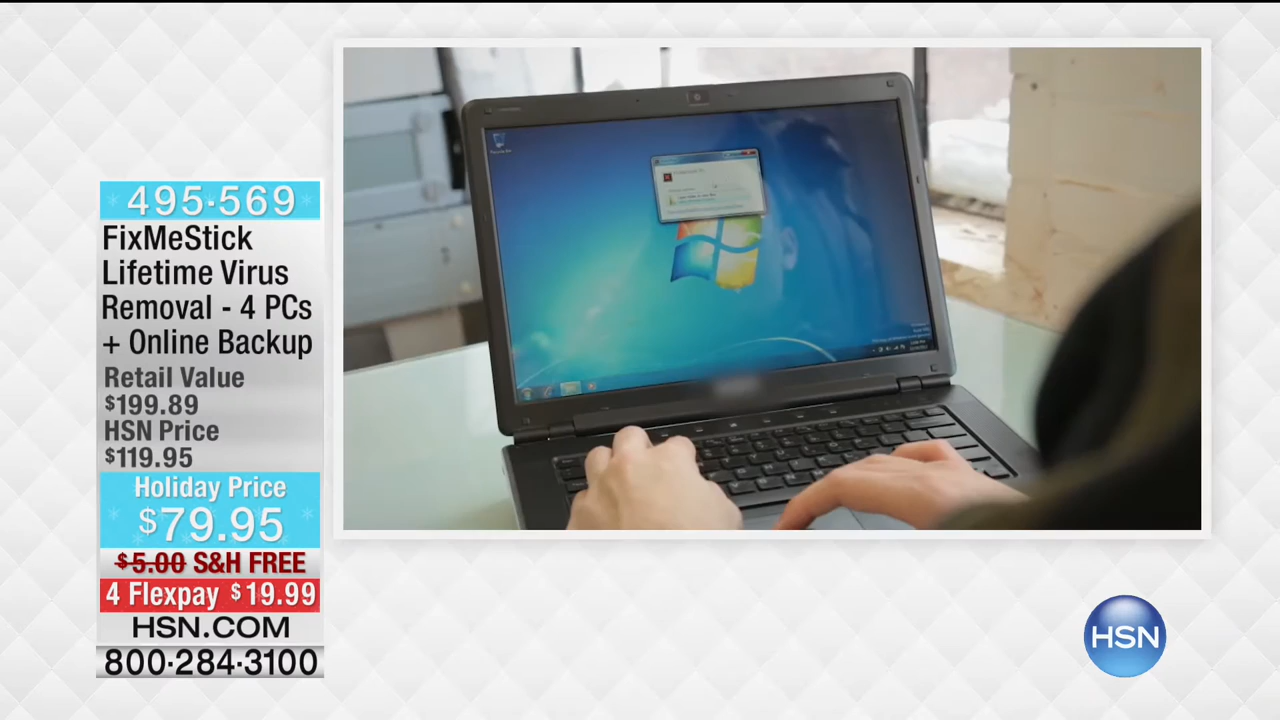 495·569
FixMeStick
Lifetime Virus
Removal - 4 PCs
+ Online Backup
Retail Value
$199.89
HSN Price
$119.95
Holiday Price
$79.95
$5.00 S&H FREE
4 Flexpay $19.99
HSN.COM
800·284·3100
HSN